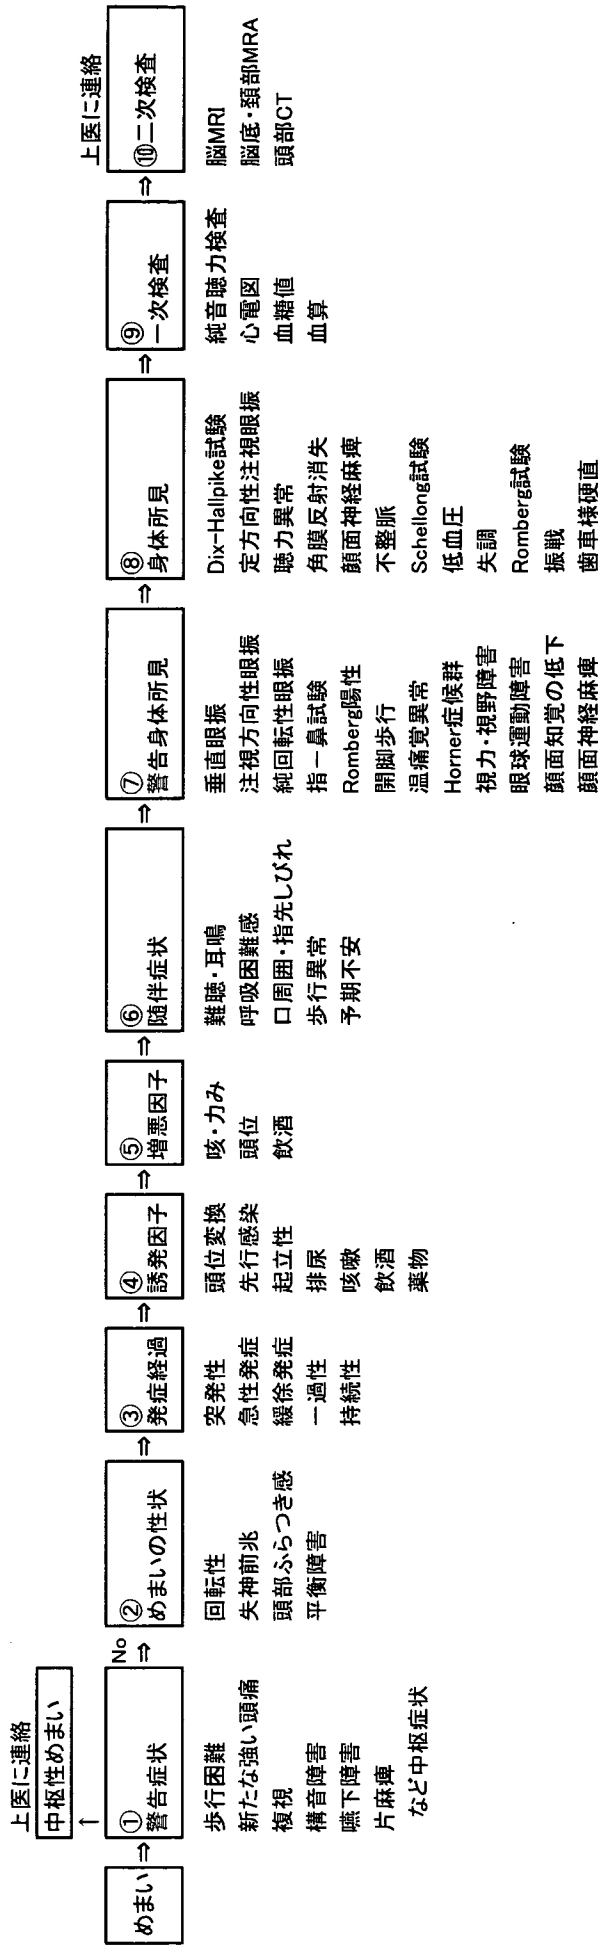 めまい
⇒
上医に連絡
中枢性めまい
↑
①
警告症状
歩行困難
新たな強い頭痛
複視
構音障害
嚥下障害
片麻痺
など中枢症状
No
⇒
②
めまいの性状
回転性
失神前兆
頭部ふらつき感
平衡障害
⇒
③
発症経過
突発性
急性発症
緩徐発症
一過性
持続性
⇒
④
誘発因子
頭位変換
先行感染
起立性
排尿
咳嗽
飲酒
薬物
⇒
⑤
増悪因子
咳・力み
頭位
飲酒
⇒
⑥
随伴症状
難聴・耳鳴
呼吸困難感
口周囲・指先しびれ
歩行異常
予期不安
⇒
⑦
警告身体所見
垂直眼振
注視方向性眼振
純回転性眼振
指－鼻試験
Romberg陽性
開脚歩行
温痛覚異常
Horner症候群
視力・視野障害
眼球運動障害
顔面知覚の低下
顔面神経麻痺
⇒
⑧
身体所見
Dix-Hallpike試験
定方向性注視眼振
聴力異常
角膜反射消失
顔面神経麻痺
不整脈
Schellong試験
低血圧
失調
Romberg試験
振戦
歯車様硬直
⇒
⑨
一次検査
純音聴力検査
心電図
血糖値
血算
⇒
上医に連絡
⑩二次検査
脳MRI
脳底・頚部MRA
頭部CT